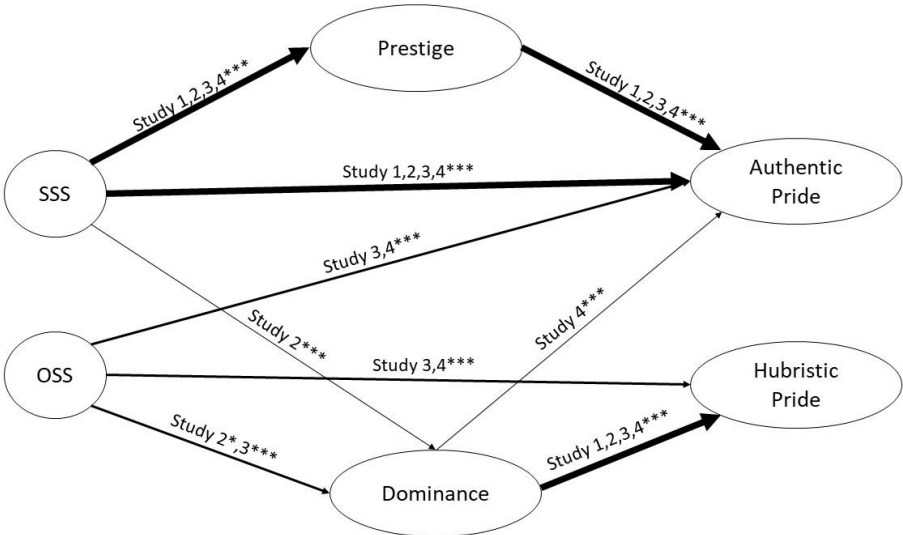 Prestige
Study 1,2,3,4***
Study 1,2,3,4***
Authentic
Pride
Study 1,2,3,4***
SSS
Study 3,4***
Study 2***
Study 4***
OSS
Study 3,4***
Hubristic
Pride
Study 2*,3***
Study 1,2,3,4***
Dominance